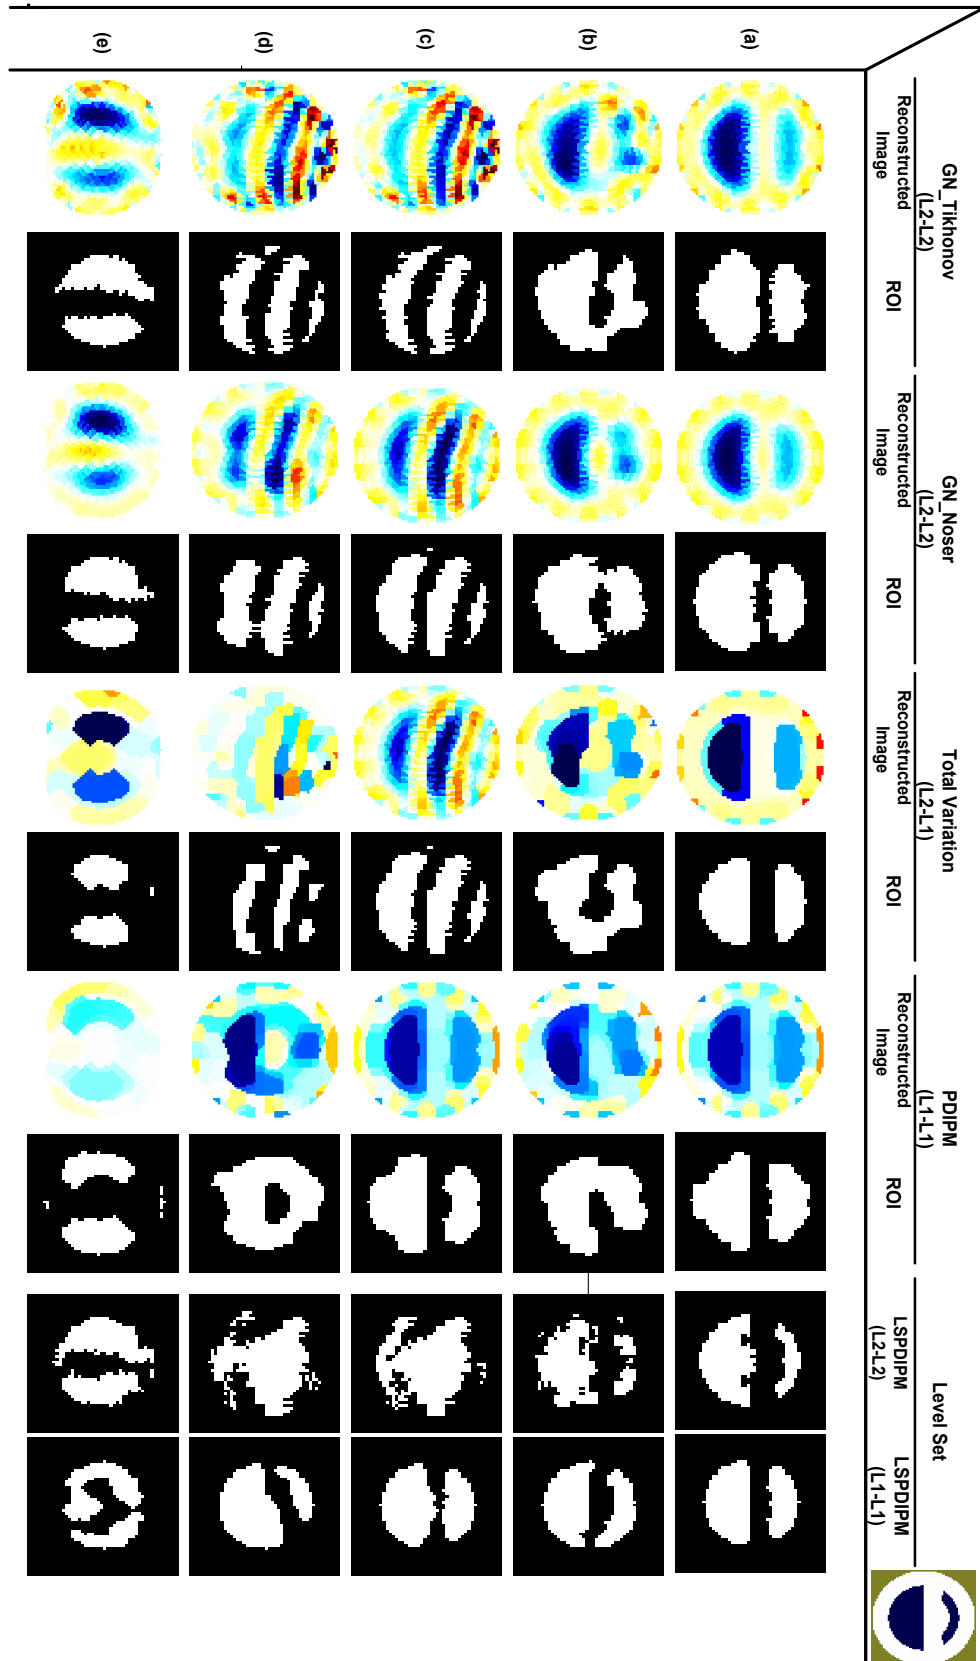 GN_Tikhonov
(L2-L2)
GN_Noser
(L2-L2)
Total Variation
(L2-L1)
PDIPM
(L1-L1)
Level Set
Reconstructed
Image
ROI
Reconstructed
Image
ROI
Reconstructed
Image
ROI
Reconstructed
Image
ROI
LSPDIPM
(L2-L2)
LSPDIPM
(L1-L1)
(a)
(b)
(c)
(d)
(e)